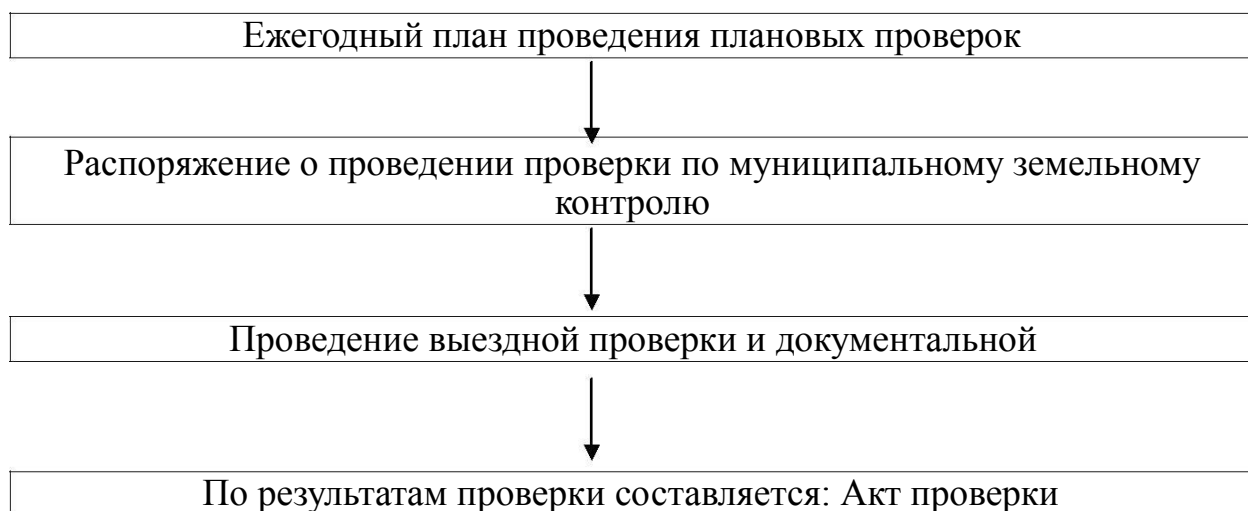 Ежегодный план проведения плановых проверок
Распоряжение о проведении проверки по муниципальному земельному
контролю
Проведение выездной проверки и документальной
По результатам проверки составляется: Акт проверки